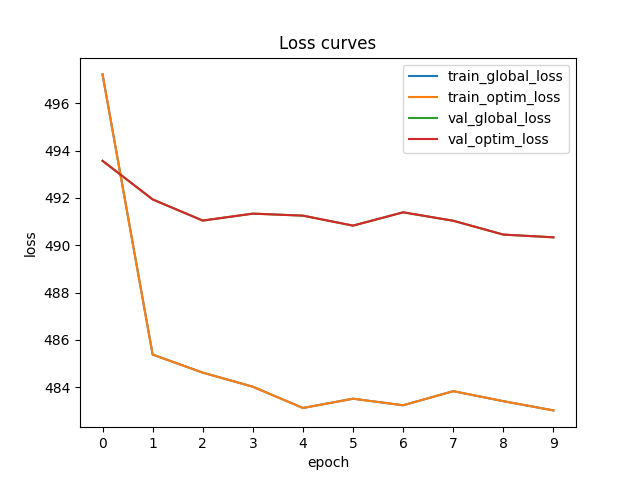 Loss curves
train_global_loss
train_optim_loss
val_global_loss
val_optim_loss
loss
496
494
492
490
488
486
484
0 1 2 3 4 5 6 7 8 9
epoch